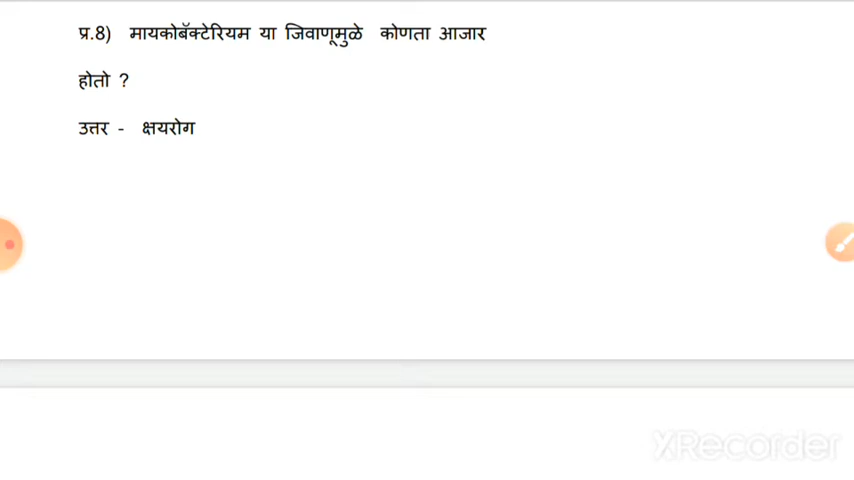 प्र.8) मायकोबॅक्टेरियम या जिवाणूमुळे कोणता आजार
होतो ?
उत्तर - क्षयरोग
XRecorder